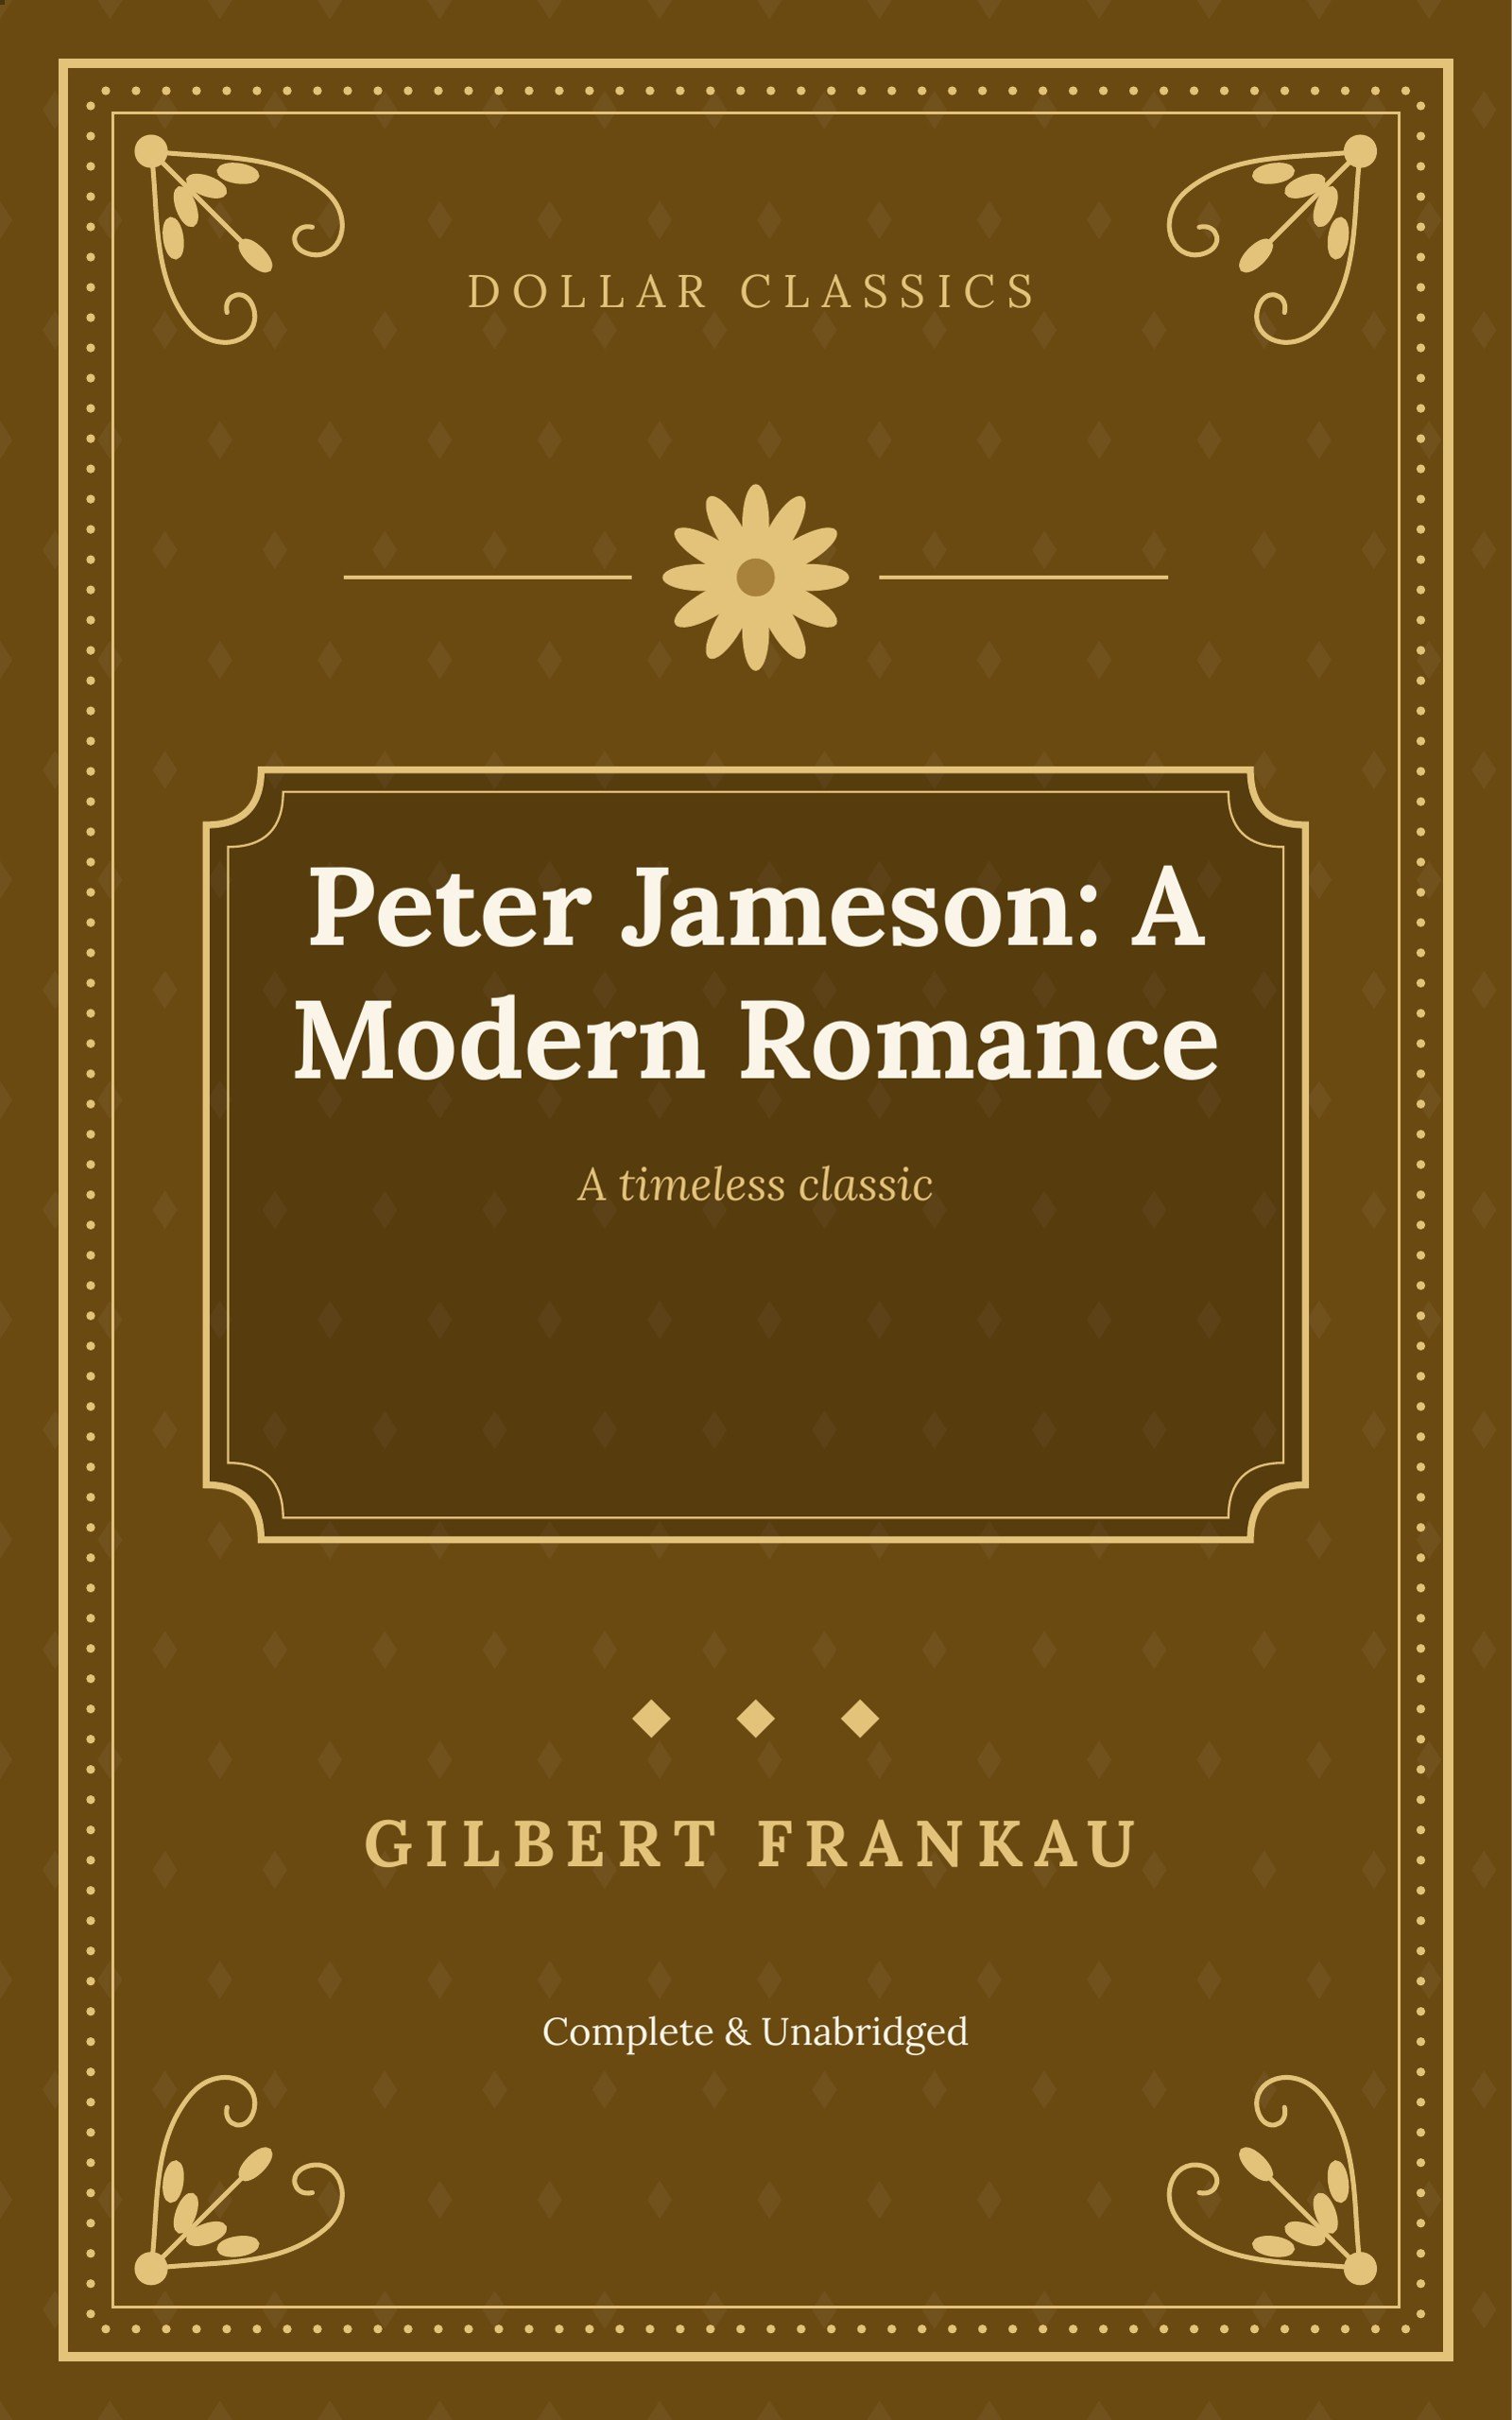 DOLLAR CLASSICS
Peter Jameson: A
Modern Romance
A timeless classic
GILBERT FRANKAU
Complete & Unabridged